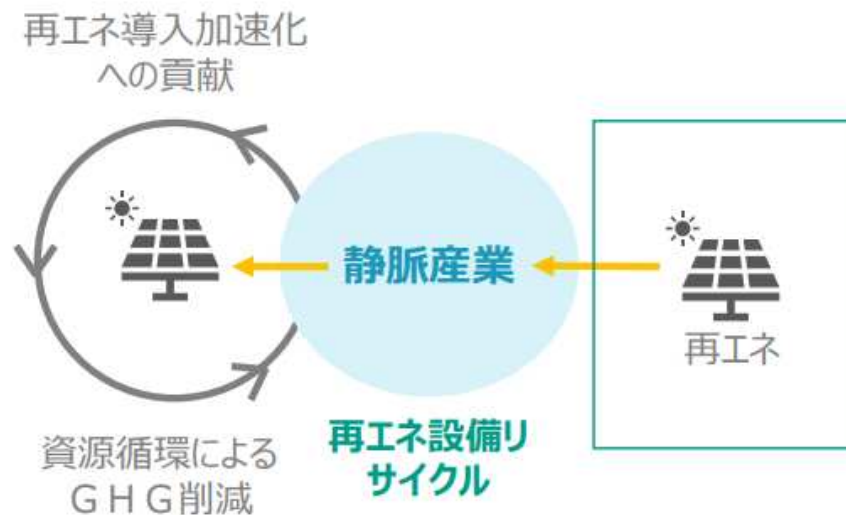 再エネ導入加速化
への貢献
静脈産業
再エネ
再エネ設備リ
サイクル
資源循環による
ＧＨＧ削減